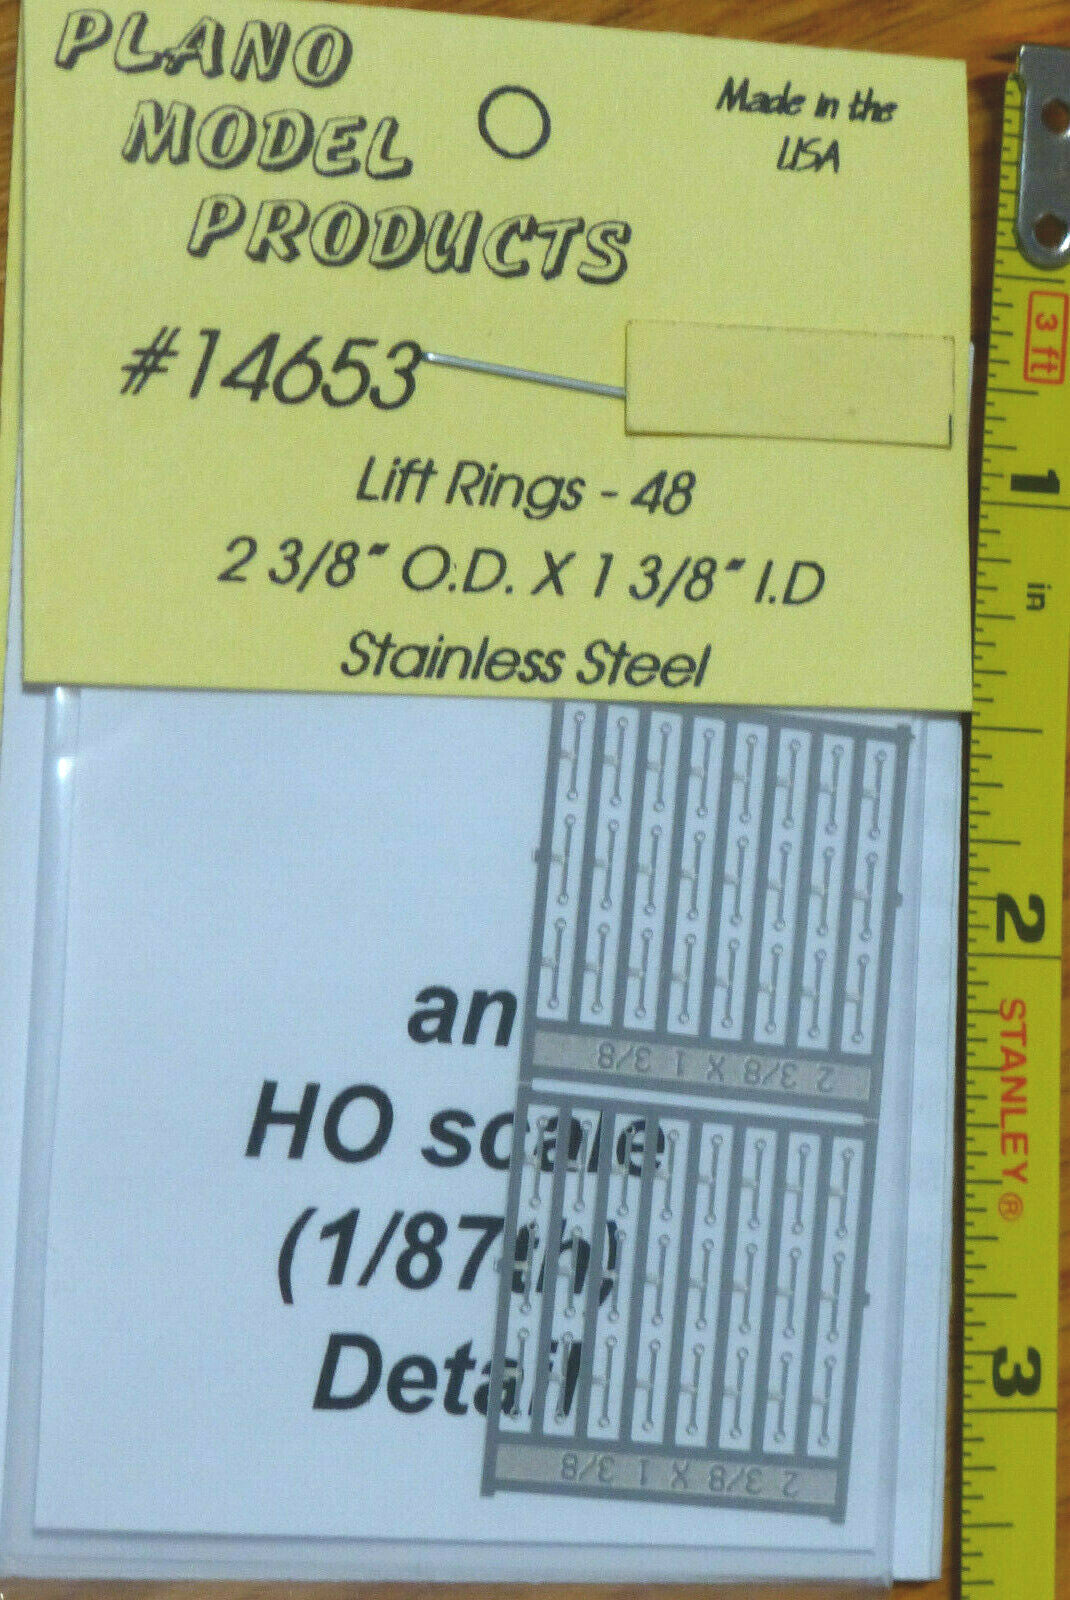 PLANO
MODEL
PRODUCTS
Made in the
USA
#14653
Lift Rings - 48
2 3/8" O.D. X 1 3/8" I.D
Stainless Steel
an
HO scale
(1/87th)
Detail
2 3/8 X 1 3/8
2 3/8 X 1 3/8
3 ft
1
in
2
STANLEY®
3